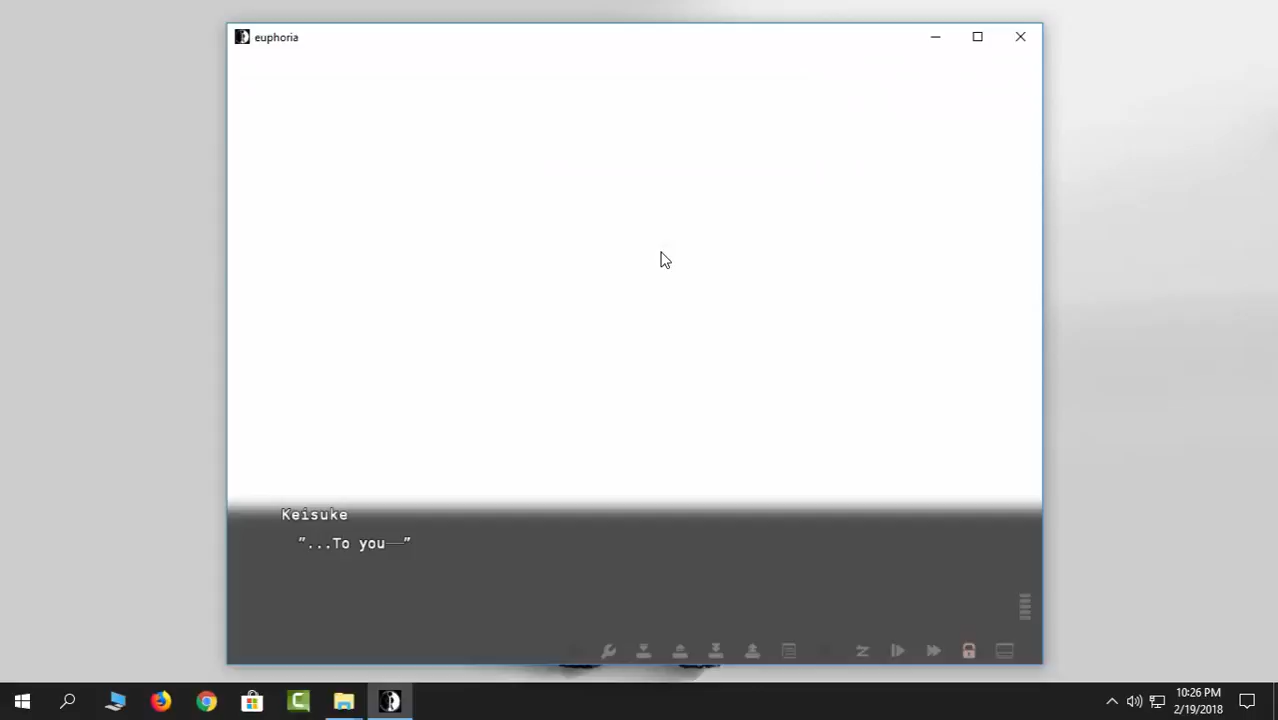 euphoria
Keisuke
"...To you──"
10:26 PM
2/19/2018